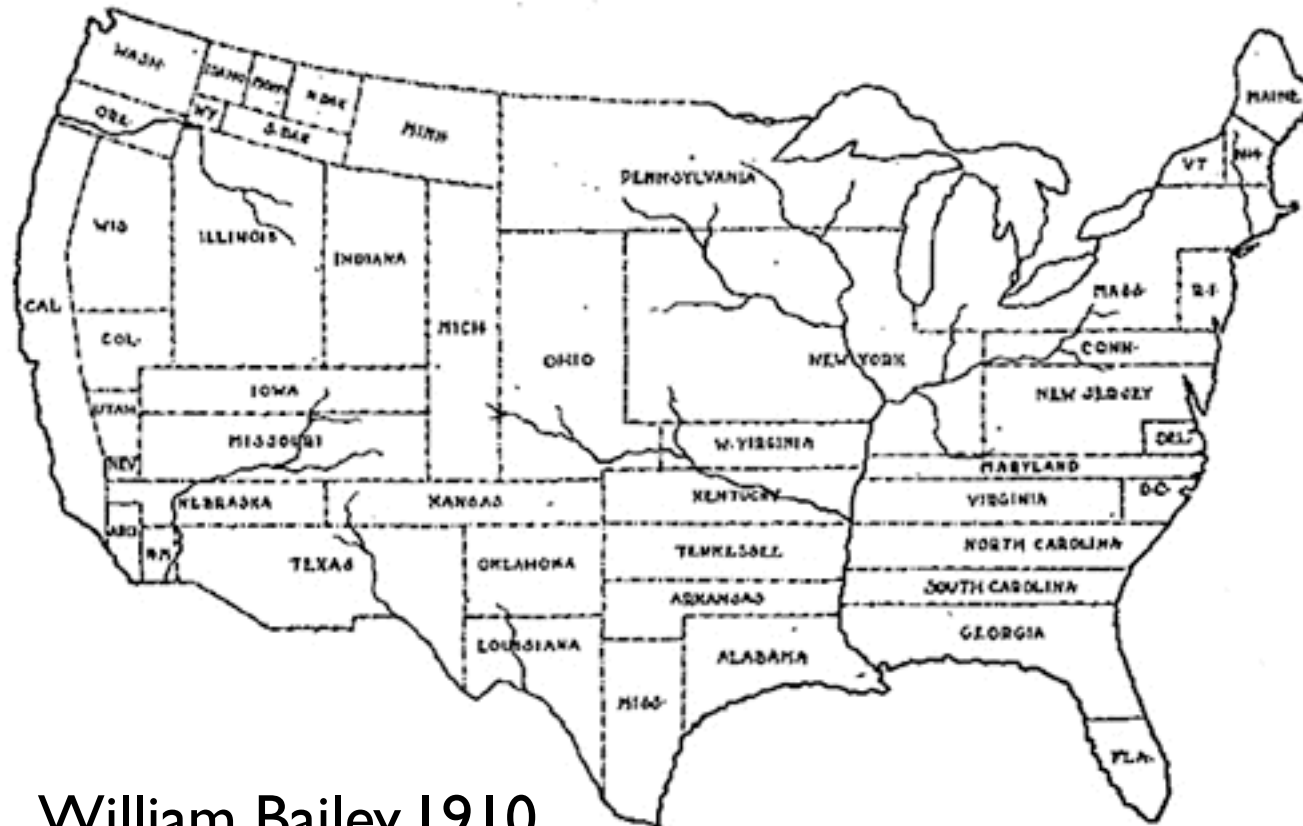 WASH.
IDAHO
MONT
N.DAK
ORE.
WY
S.DAK
MINN
MAINE
VT
N.H.
PENNSYLVANIA
WIS
ILLINOIS
INDIANA
MASS.
R.I.
CAL.
COL.
MICH
OHIO
NEW YORK
CONN.
IOWA
NEW JERSEY
UTAH
MISSOURI
W. VIRGINIA
DEL.
NEV
MARYLAND
NEBRASKA
KANSAS
KENTUCKY
VIRGINIA
D.C.
N.M.
TEXAS
OKLAHOMA
TENNESSEE
NORTH CAROLINA
ARKANSAS
SOUTH CAROLINA
LOUISIANA
ALABAMA
GEORGIA
MISS.
FLA.
William Bailey 1910